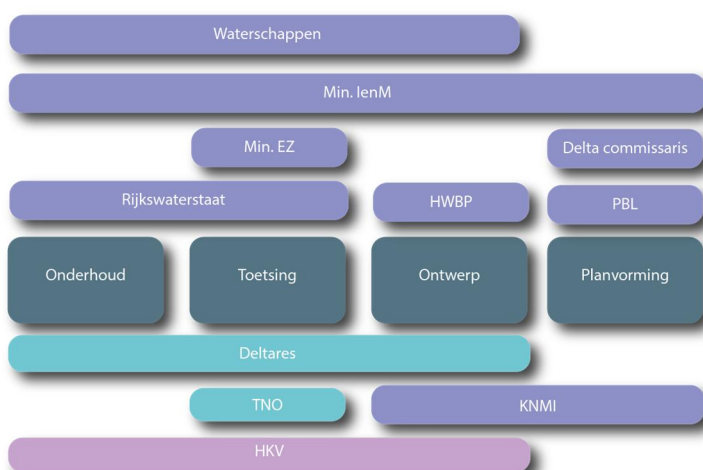 Waterschappen
Min. IenM
Min. EZ
Delta commissaris
Rijkswaterstaat
HWBP
PBL
Onderhoud
Toetsing
Ontwerp
Planvorming
Deltares
TNO
KNMI
HKV